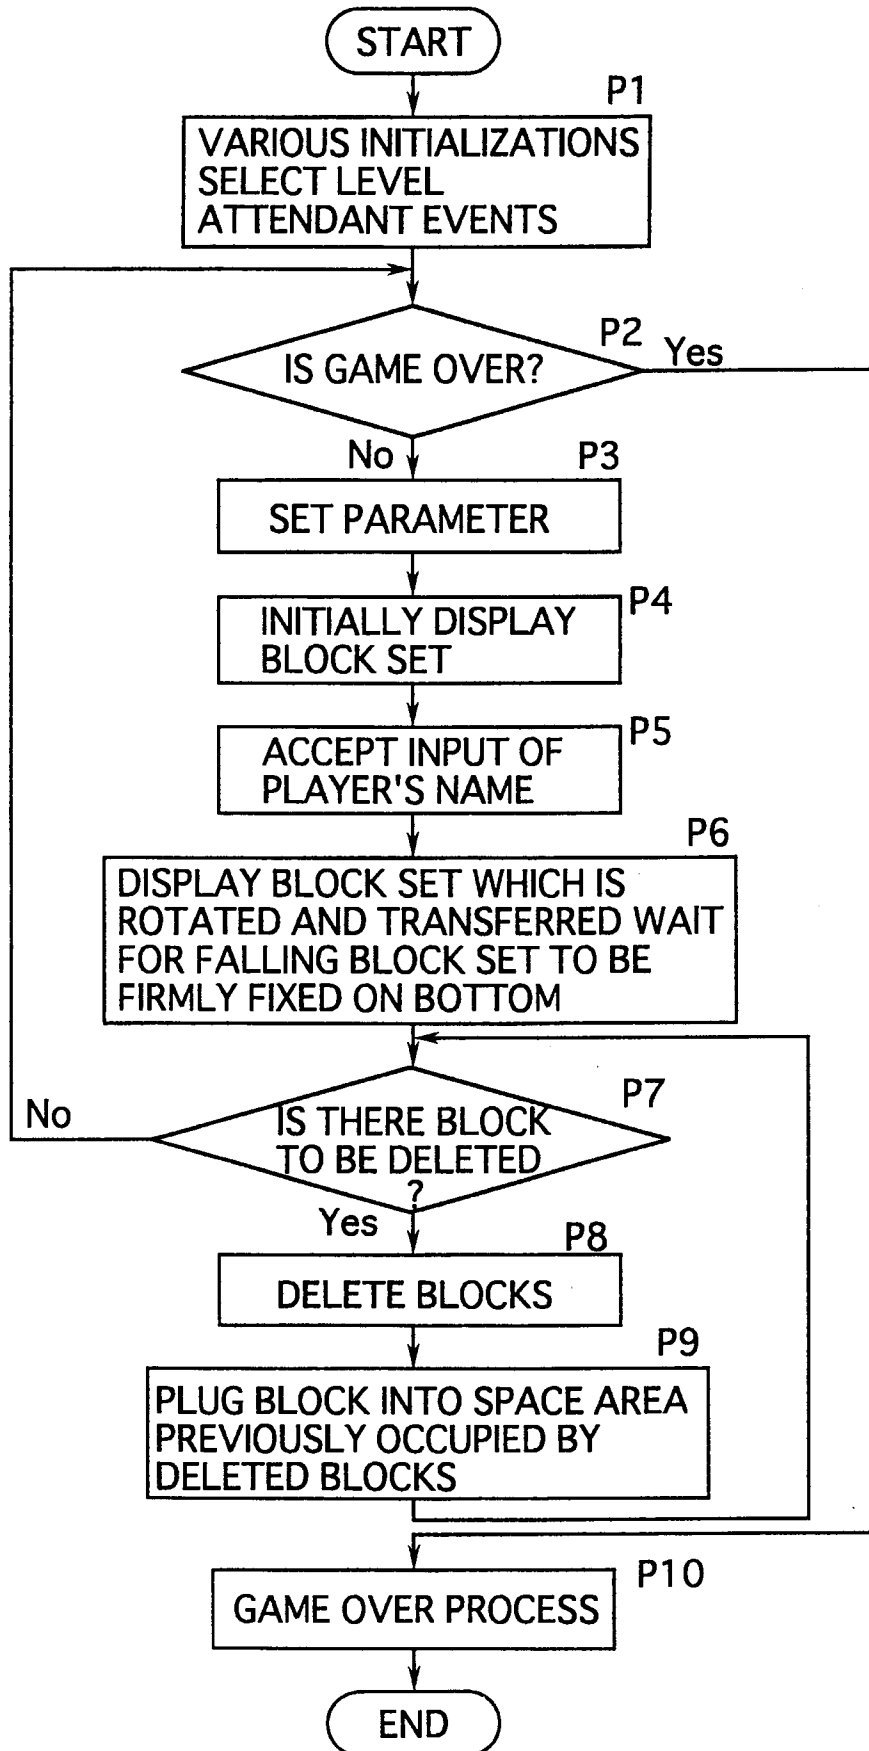 START
P1
VARIOUS INITIALIZATIONS
SELECT LEVEL
ATTENDANT EVENTS
P2
Yes
IS GAME OVER?
No
P3
SET PARAMETER
P4
INITIALLY DISPLAY
BLOCK SET
P5
ACCEPT INPUT OF
PLAYER'S NAME
P6
DISPLAY BLOCK SET WHICH IS
ROTATED AND TRANSFERRED WAIT
FOR FALLING BLOCK SET TO BE
FIRMLY FIXED ON BOTTOM
P7
No
IS THERE BLOCK
TO BE DELETED
?
Yes
P8
DELETE BLOCKS
P9
PLUG BLOCK INTO SPACE AREA
PREVIOUSLY OCCUPIED BY
DELETED BLOCKS
P10
GAME OVER PROCESS
END